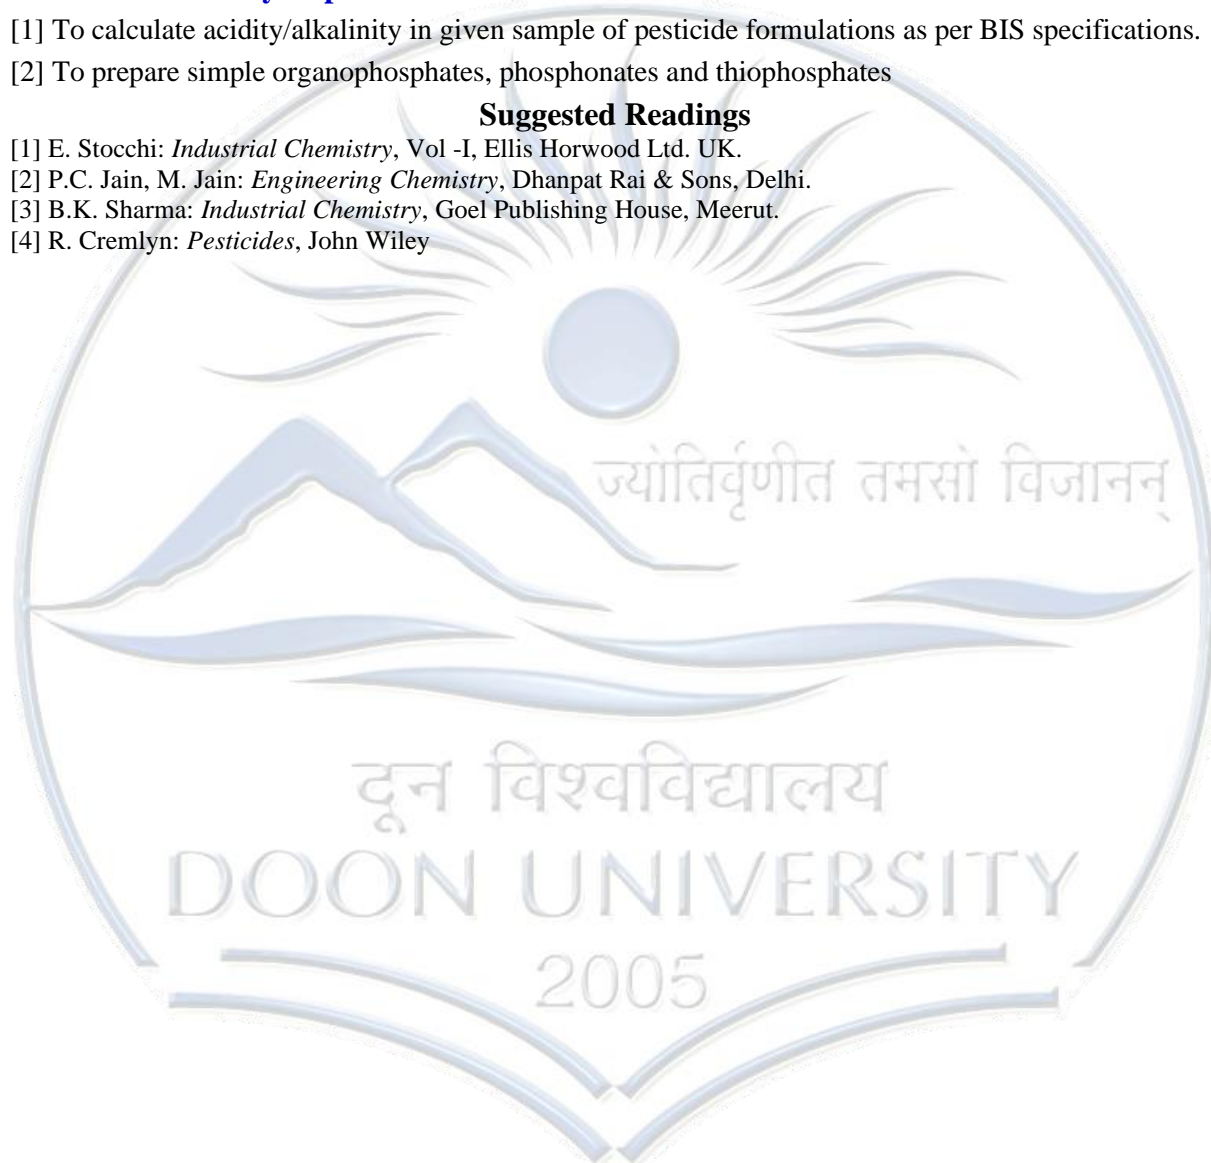 [1] To calculate acidity/alkalinity in given sample of pesticide formulations as per BIS specifications.
[2] To prepare simple organophosphates, phosphonates and thiophosphates
Suggested Readings
[1] E. Stocchi: Industrial Chemistry, Vol -I, Ellis Horwood Ltd. UK.
[2] P.C. Jain, M. Jain: Engineering Chemistry, Dhanpat Rai & Sons, Delhi.
[3] B.K. Sharma: Industrial Chemistry, Goel Publishing House, Meerut.
[4] R. Cremlyn: Pesticides, John Wiley
ज्योतिर्वृणीत तमसो विजानन्
दून विश्वविद्यालय
DOON UNIVERSITY
2005